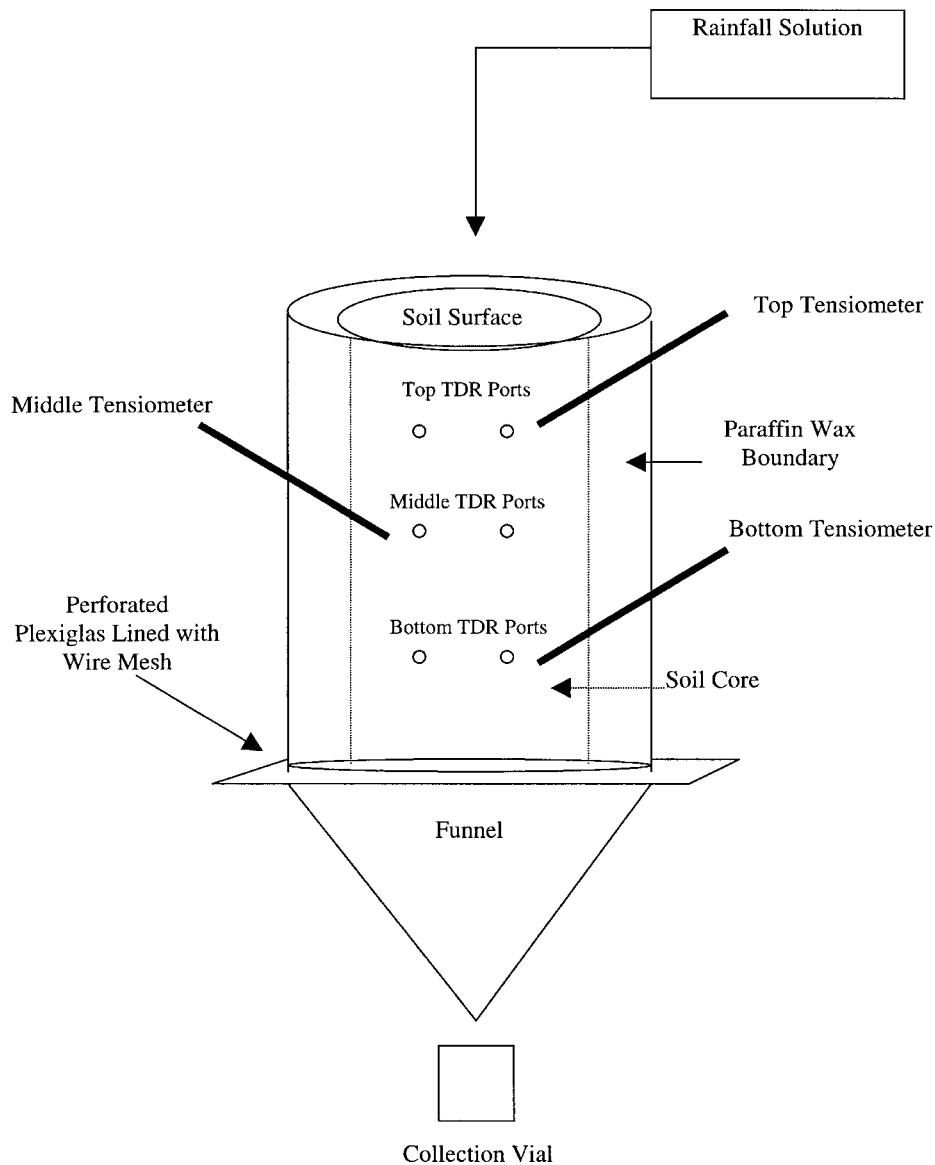 Rainfall Solution
Soil Surface
Top Tensiometer
Top TDR Ports
Middle Tensiometer
Paraffin Wax
Boundary
Middle TDR Ports
Bottom Tensiometer
Perforated
Plexiglas Lined with
Wire Mesh
Bottom TDR Ports
Soil Core
Funnel
Collection Vial